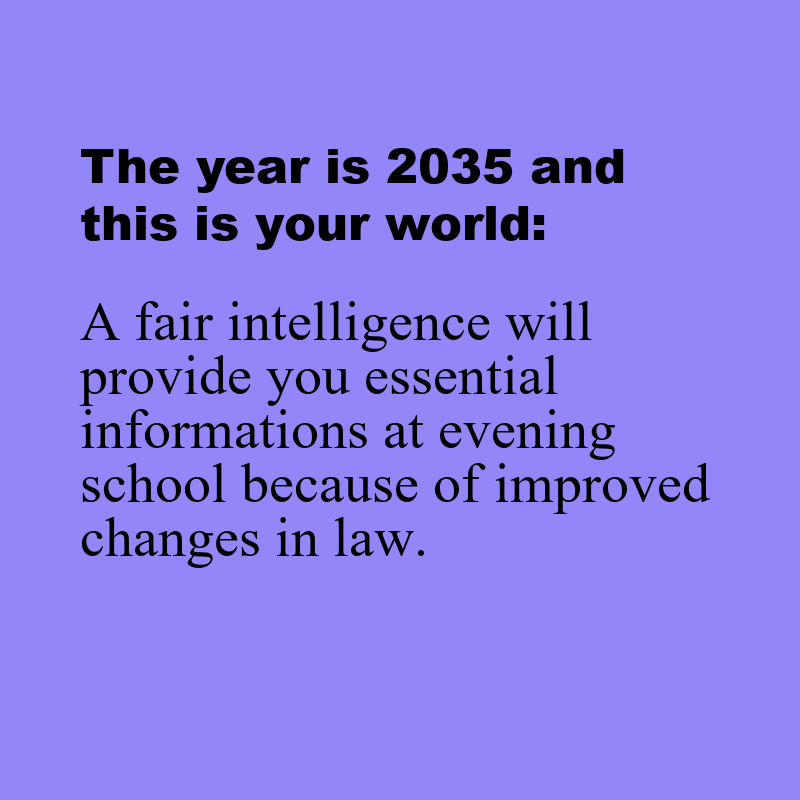 The year is 2035 and
this is your world:
A fair intelligence will
provide you essential
informations at evening
school because of improved
changes in law.